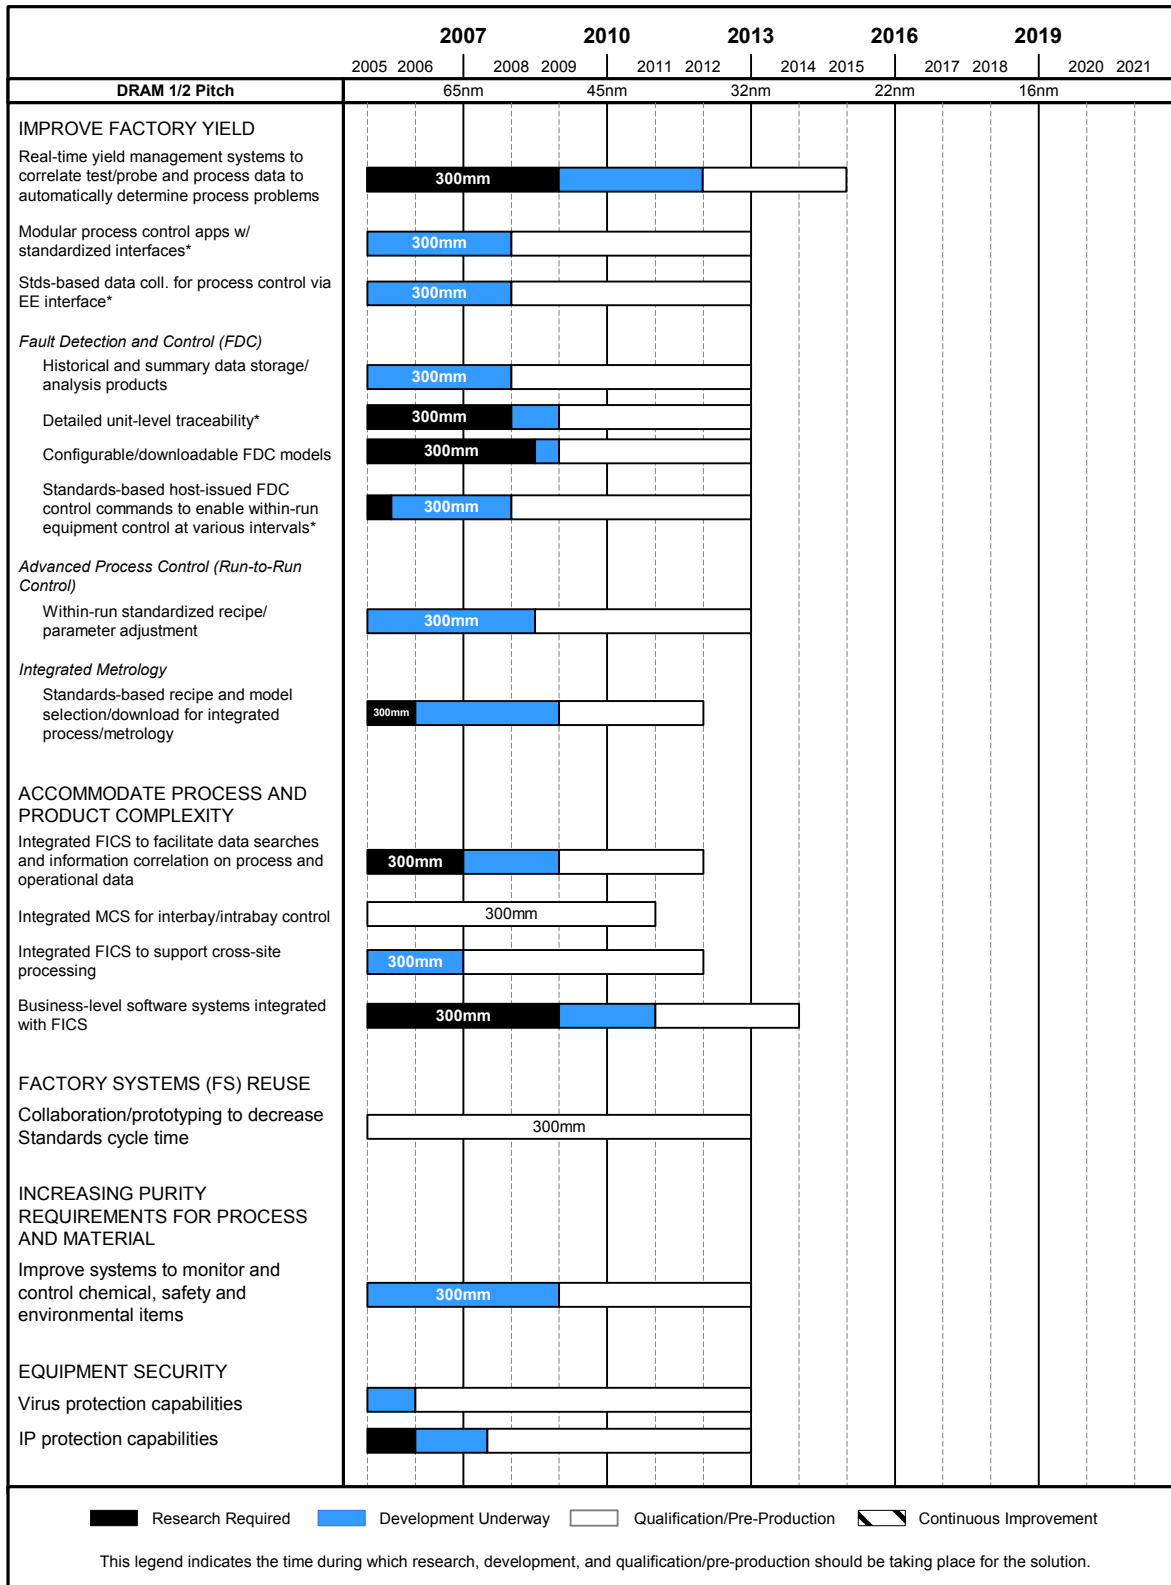 2007 2010 2013 2016 2019
2005 2006 2008 2009 2011 2012 2014 2015 2017 2018 2020 2021
DRAM 1/2 Pitch 65nm 45nm 32nm 22nm 16nm
IMPROVE FACTORY YIELD
Real-time yield management systems to
correlate test/probe and process data to
automatically determine process problems
300mm
Modular process control apps w/
standardized interfaces*
300mm
Stds-based data coll. for process control via
EE interface*
300mm
Fault Detection and Control (FDC)
Historical and summary data storage/
analysis products
300mm
Detailed unit-level traceability*
300mm
Configurable/downloadable FDC models
300mm
Standards-based host-issued FDC
control commands to enable within-run
equipment control at various intervals*
300mm
Advanced Process Control (Run-to-Run
Control)
Within-run standardized recipe/
parameter adjustment
300mm
Integrated Metrology
Standards-based recipe and model
selection/download for integrated
process/metrology
300mm
ACCOMMODATE PROCESS AND
PRODUCT COMPLEXITY
Integrated FICS to facilitate data searches
and information correlation on process and
operational data
300mm
Integrated MCS for interbay/intrabay control
300mm
Integrated FICS to support cross-site
processing
300mm
Business-level software systems integrated
with FICS
300mm
FACTORY SYSTEMS (FS) REUSE
Collaboration/prototyping to decrease
Standards cycle time
300mm
INCREASING PURITY
REQUIREMENTS FOR PROCESS
AND MATERIAL
Improve systems to monitor and
control chemical, safety and
environmental items
300mm
EQUIPMENT SECURITY
Virus protection capabilities
IP protection capabilities
Research Required Development Underway Qualification/Pre-Production Continuous Improvement
This legend indicates the time during which research, development, and qualification/pre-production should be taking place for the solution.